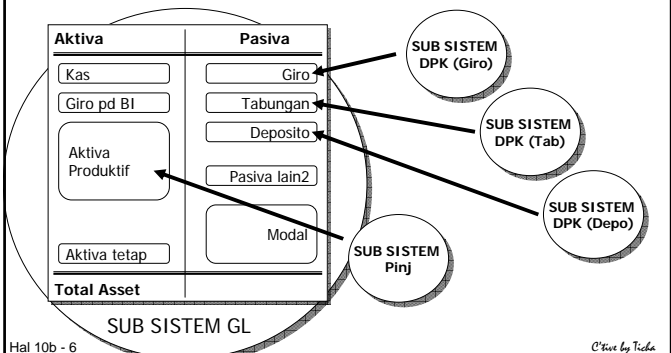 Aktiva Pasiva
Kas
Giro pd BI
Aktiva
Produktif
Aktiva tetap
Giro
Tabungan
Deposito
Pasiva lain2
Modal
Total Asset
SUB SISTEM
DPK (Giro)
SUB SISTEM
DPK (Tab)
SUB SISTEM
DPK (Depo)
SUB SISTEM
Pinj
SUB SISTEM GL
Hal 10b - 6
C'tive by Ticha